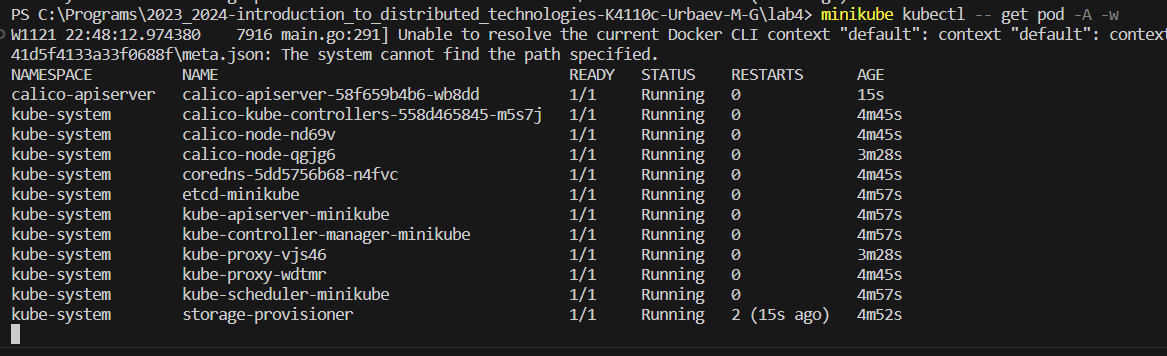 PS C:\Programs\2023_2024-introduction_to_distributed_technologies-K4110c-Urbaev-M-G\lab4> minikube kubectl -- get pod -A -w
W1121 22:48:12.974380 7916 main.go:291] Unable to resolve the current Docker CLI context "default": context "default": context
41d5f4133a33f0688f\meta.json: The system cannot find the path specified.
NAMESPACE NAME READY STATUS RESTARTS AGE
calico-apiserver calico-apiserver-58f659b4b6-wb8dd 1/1 Running 0 15s
kube-system calico-kube-controllers-558d465845-m5s7j 1/1 Running 0 4m45s
kube-system calico-node-nd69v 1/1 Running 0 4m45s
kube-system calico-node-qgjg6 1/1 Running 0 3m28s
kube-system coredns-5dd5756b68-n4fvc 1/1 Running 0 4m45s
kube-system etcd-minikube 1/1 Running 0 4m57s
kube-system kube-apiserver-minikube 1/1 Running 0 4m57s
kube-system kube-controller-manager-minikube 1/1 Running 0 4m57s
kube-system kube-proxy-vjs46 1/1 Running 0 3m28s
kube-system kube-proxy-wdtmr 1/1 Running 0 4m45s
kube-system kube-scheduler-minikube 1/1 Running 0 4m57s
kube-system storage-provisioner 1/1 Running 2 (15s ago) 4m52s